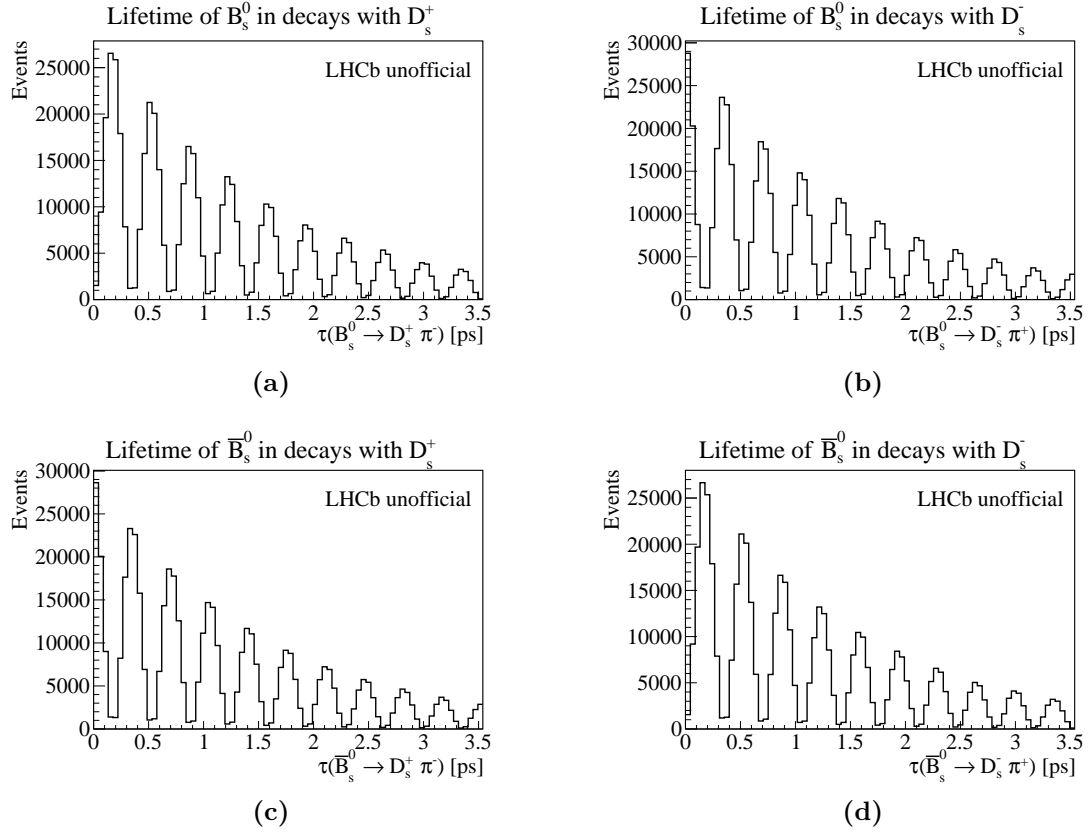 Lifetime of B_s^0 in decays with D_s^+
Events
LHCb unofficial
25000
20000
15000
10000
5000
0
0 0.5 1 1.5 2 2.5 3 3.5
τ(B_s^0 → D_s^+ π^-) [ps]
(a)
Lifetime of B_s^0 in decays with D_s^-
Events
LHCb unofficial
30000
25000
20000
15000
10000
5000
0
0 0.5 1 1.5 2 2.5 3 3.5
τ(B_s^0 → D_s^- π^+) [ps]
(b)
Lifetime of B̅_s^0 in decays with D_s^+
Events
LHCb unofficial
30000
25000
20000
15000
10000
5000
0
0 0.5 1 1.5 2 2.5 3 3.5
τ(B̅_s^0 → D_s^+ π^-) [ps]
(c)
Lifetime of B̅_s^0 in decays with D_s^-
Events
LHCb unofficial
25000
20000
15000
10000
5000
0
0 0.5 1 1.5 2 2.5 3 3.5
τ(B̅_s^0 → D_s^- π^+) [ps]
(d)